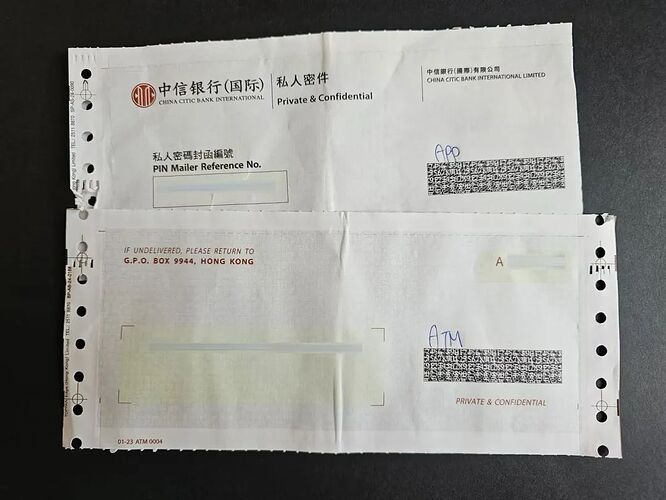 中信银行(国际)
CHINA CITIC BANK INTERNATIONAL
私人密件
Private & Confidential
中信銀行(國際)有限公司
CHINA CITIC BANK INTERNATIONAL LIMITED
APP
私人密碼封函編號
PIN Mailer Reference No.
IF UNDELIVERED, PLEASE RETURN TO
G.P.O. BOX 9944, HONG KONG
A
ATM
PRIVATE & CONFIDENTIAL
01-23 ATM 0004